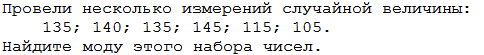 Провели несколько измерений случайной величины:
135; 140; 135; 145; 115; 105.
Найдите моду этого набора чисел.